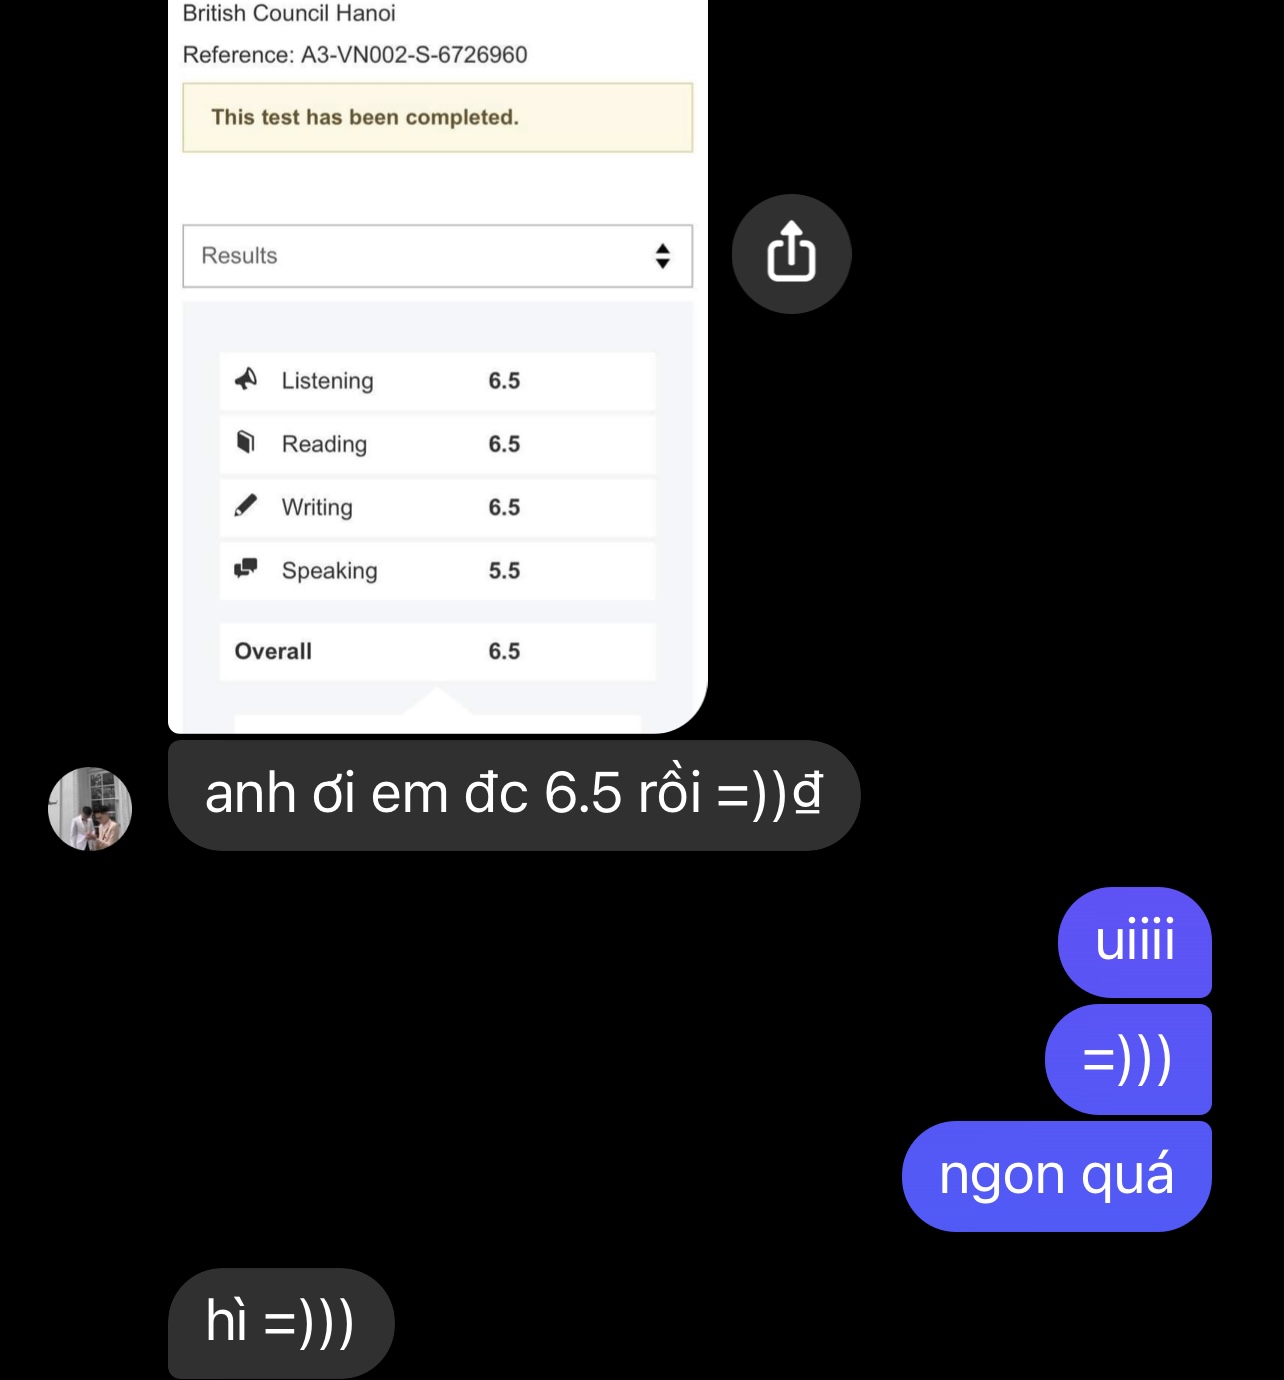 British Council Hanoi
Reference: A3-VN002-S-6726960
This test has been completed.
Results
Listening 6.5
Reading 6.5
Writing 6.5
Speaking 5.5
Overall 6.5
anh ơi em đc 6.5 rồi =))₫
uiiii
=)))
ngon quá
hì =)))